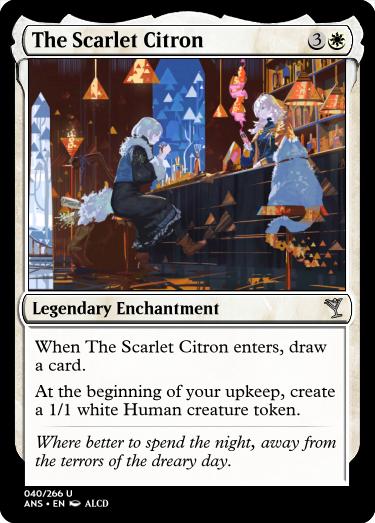 The Scarlet Citron 3
Legendary Enchantment
When The Scarlet Citron enters, draw
a card.
At the beginning of your upkeep, create
a 1/1 white Human creature token.
Where better to spend the night, away from
the terrors of the dreary day.
040/266 U
ANS • EN ALCD